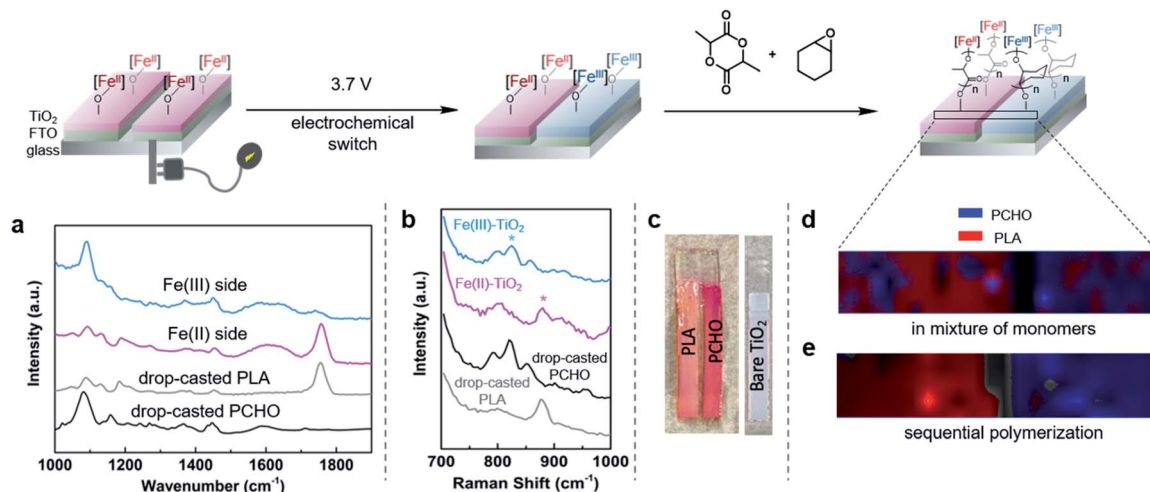 [Feᴵᴵ] [Feᴵᴵ]
[Feᴵᴵ] [Feᴵᴵ]
O O
O O
TiO₂
FTO
glass
3.7 V
electrochemical
switch
[Feᴵᴵ] [Feᴵᴵᴵ]
[Feᴵᴵ] [Feᴵᴵᴵ]
O O
O O
O
O
O
O
+
O
[Feᴵᴵ] [Feᴵᴵᴵ]
[Feᴵᴵ] [Feᴵᴵᴵ]
O O O O
O O
n n
n n
O O
a
Intensity (a.u.)
Fe(III) side
Fe(II) side
drop-casted PLA
drop-casted PCHO
1000 1200 1400 1600 1800
Wavenumber (cm⁻¹)
b
Intensity (a.u.)
Fe(III)-TiO₂
*
Fe(II)-TiO₂
*
drop-casted
PCHO
drop-casted
PLA
700 800 900 1000
Raman Shift (cm⁻¹)
c
PLA
PCHO
Bare TiO₂
d
PCHO
PLA
in mixture of monomers
e
sequential polymerization